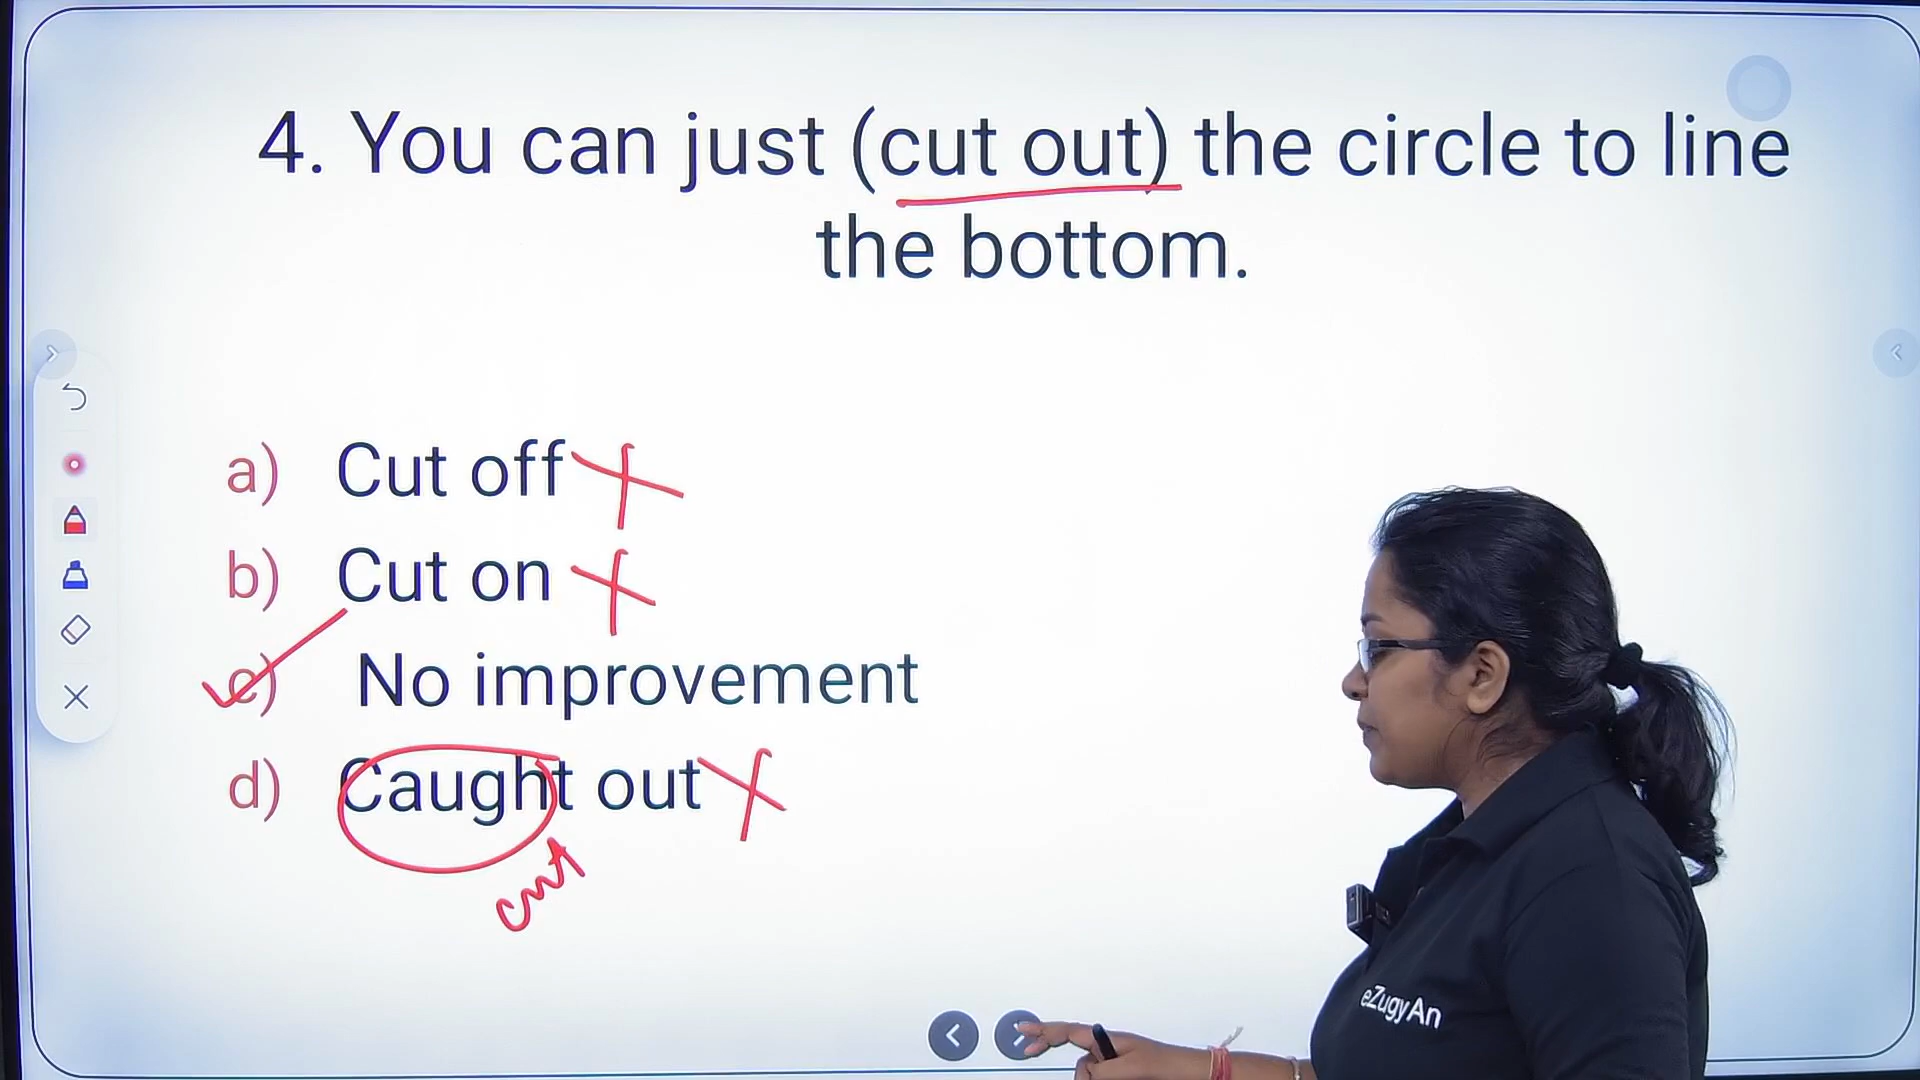 4. You can just (cut out) the circle to line
the bottom.
a) Cut off
b) Cut on
c) No improvement
d) Caught out
cut
eZugyAn